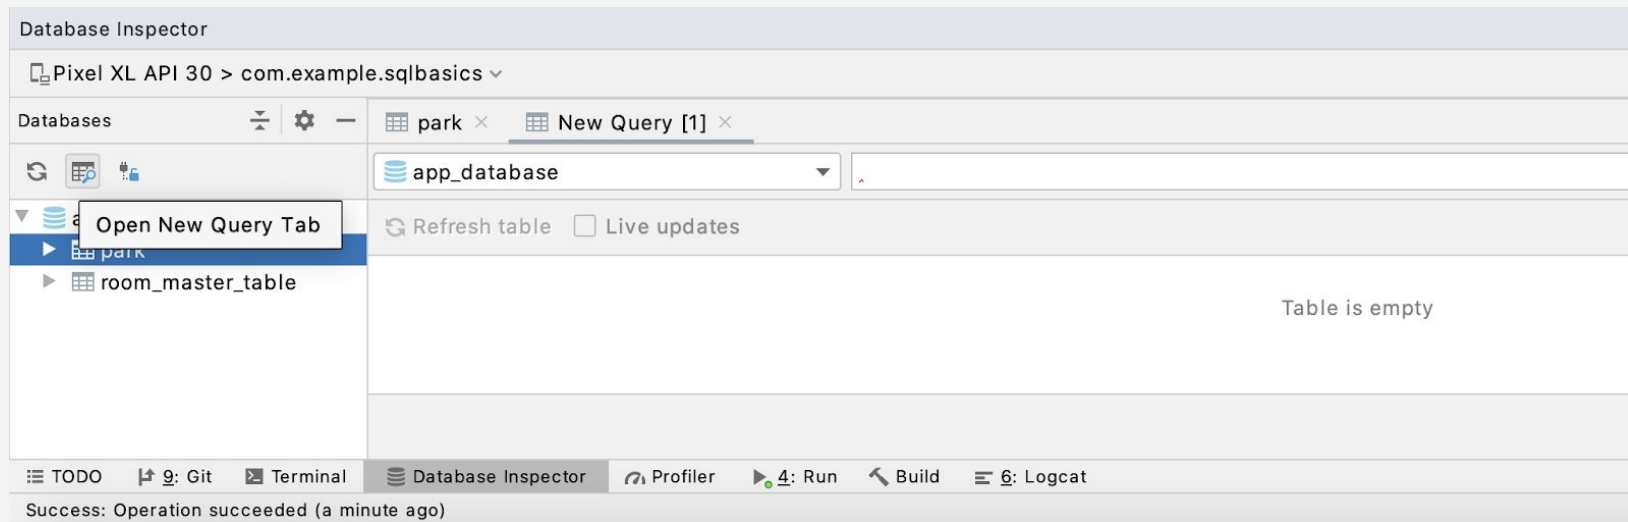 Database Inspector
Pixel XL API 30 > com.example.sqlbasics
Databases
park
New Query [1]
app_database
Open New Query Tab
Refresh table
Live updates
park
room_master_table
Table is empty
TODO
9: Git
Terminal
Database Inspector
Profiler
4: Run
Build
6: Logcat
Success: Operation succeeded (a minute ago)